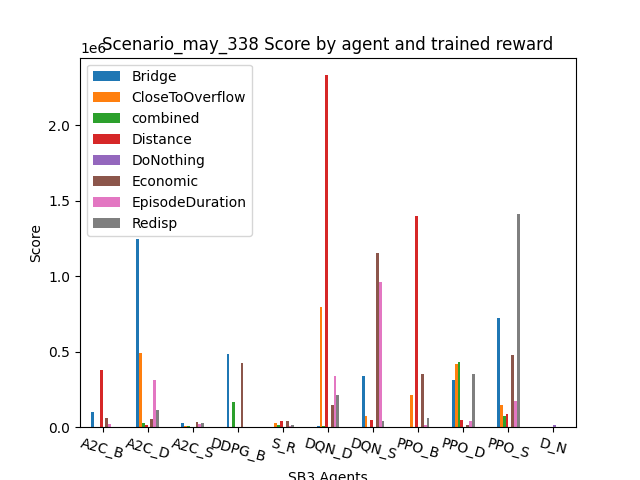 Scenario_may_338 Score by agent and trained reward
1e6
Bridge
CloseToOverflow
combined
Distance
DoNothing
Economic
EpisodeDuration
Redisp
Score
2.0
1.5
1.0
0.5
0.0
A2C_B A2C_D A2C_S DDPG_B S_R DQN_D DQN_S PPO_B PPO_D PPO_S D_N
SB3 Agents